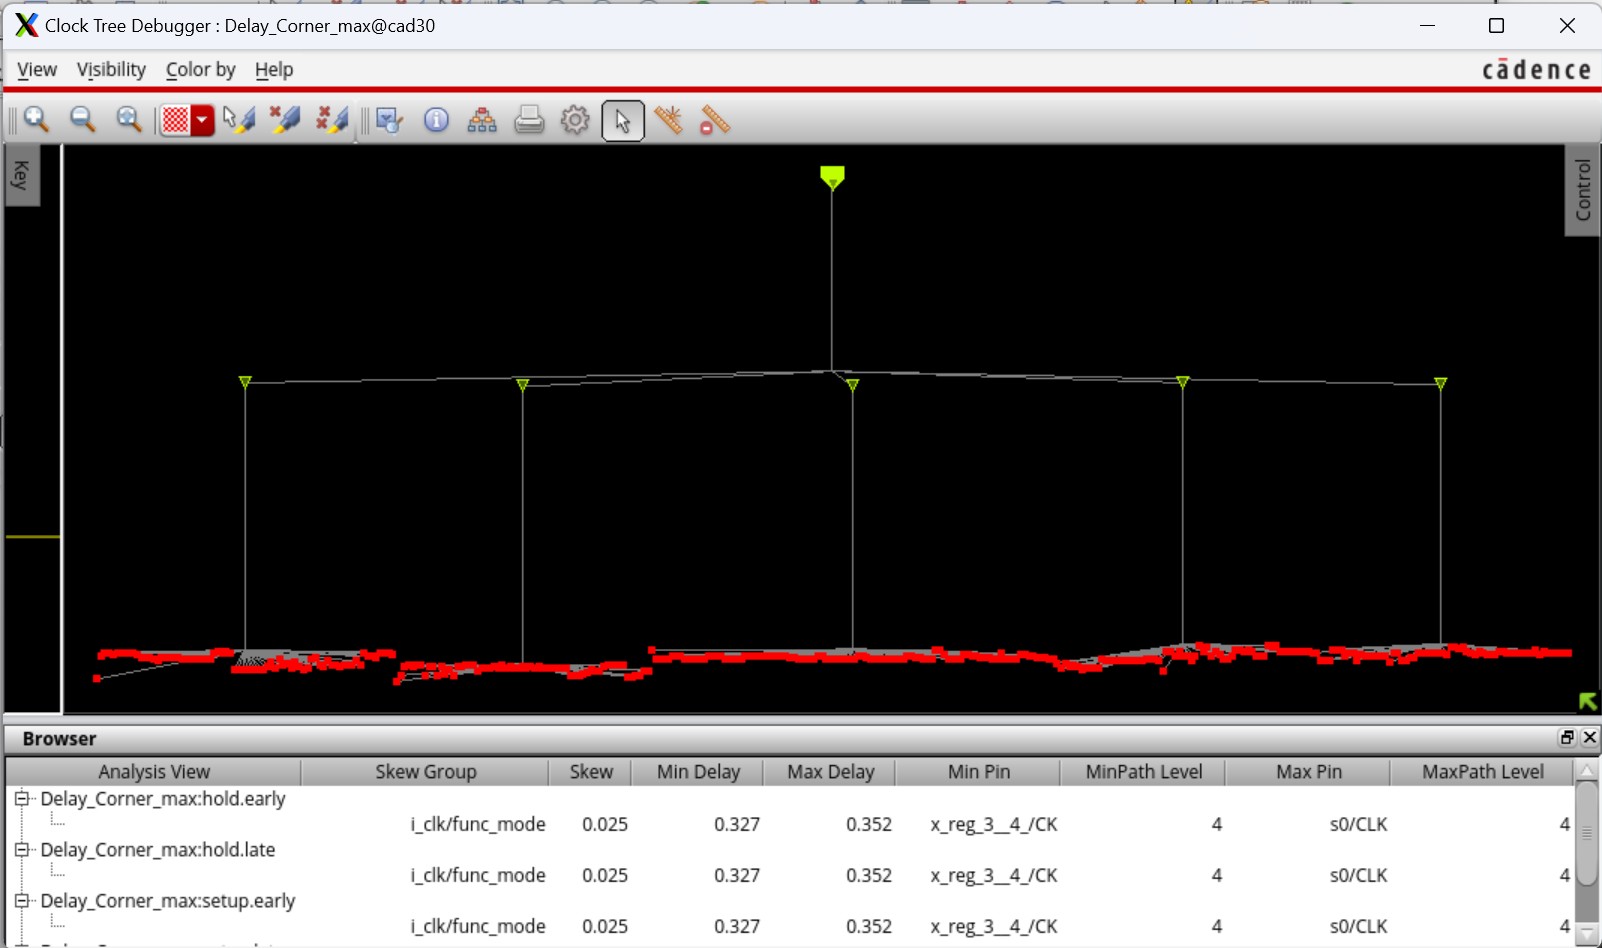 Clock Tree Debugger : Delay_Corner_max@cad30
View Visibility Color by Help
cādence
Key
Control
Browser
Analysis View Skew Group Skew Min Delay Max Delay Min Pin MinPath Level Max Pin MaxPath Level
Delay_Corner_max:hold.early
i_clk/func_mode 0.025 0.327 0.352 x_reg_3__4_/CK 4 s0/CLK 4
Delay_Corner_max:hold.late
i_clk/func_mode 0.025 0.327 0.352 x_reg_3__4_/CK 4 s0/CLK 4
Delay_Corner_max:setup.early
i_clk/func_mode 0.025 0.327 0.352 x_reg_3__4_/CK 4 s0/CLK 4